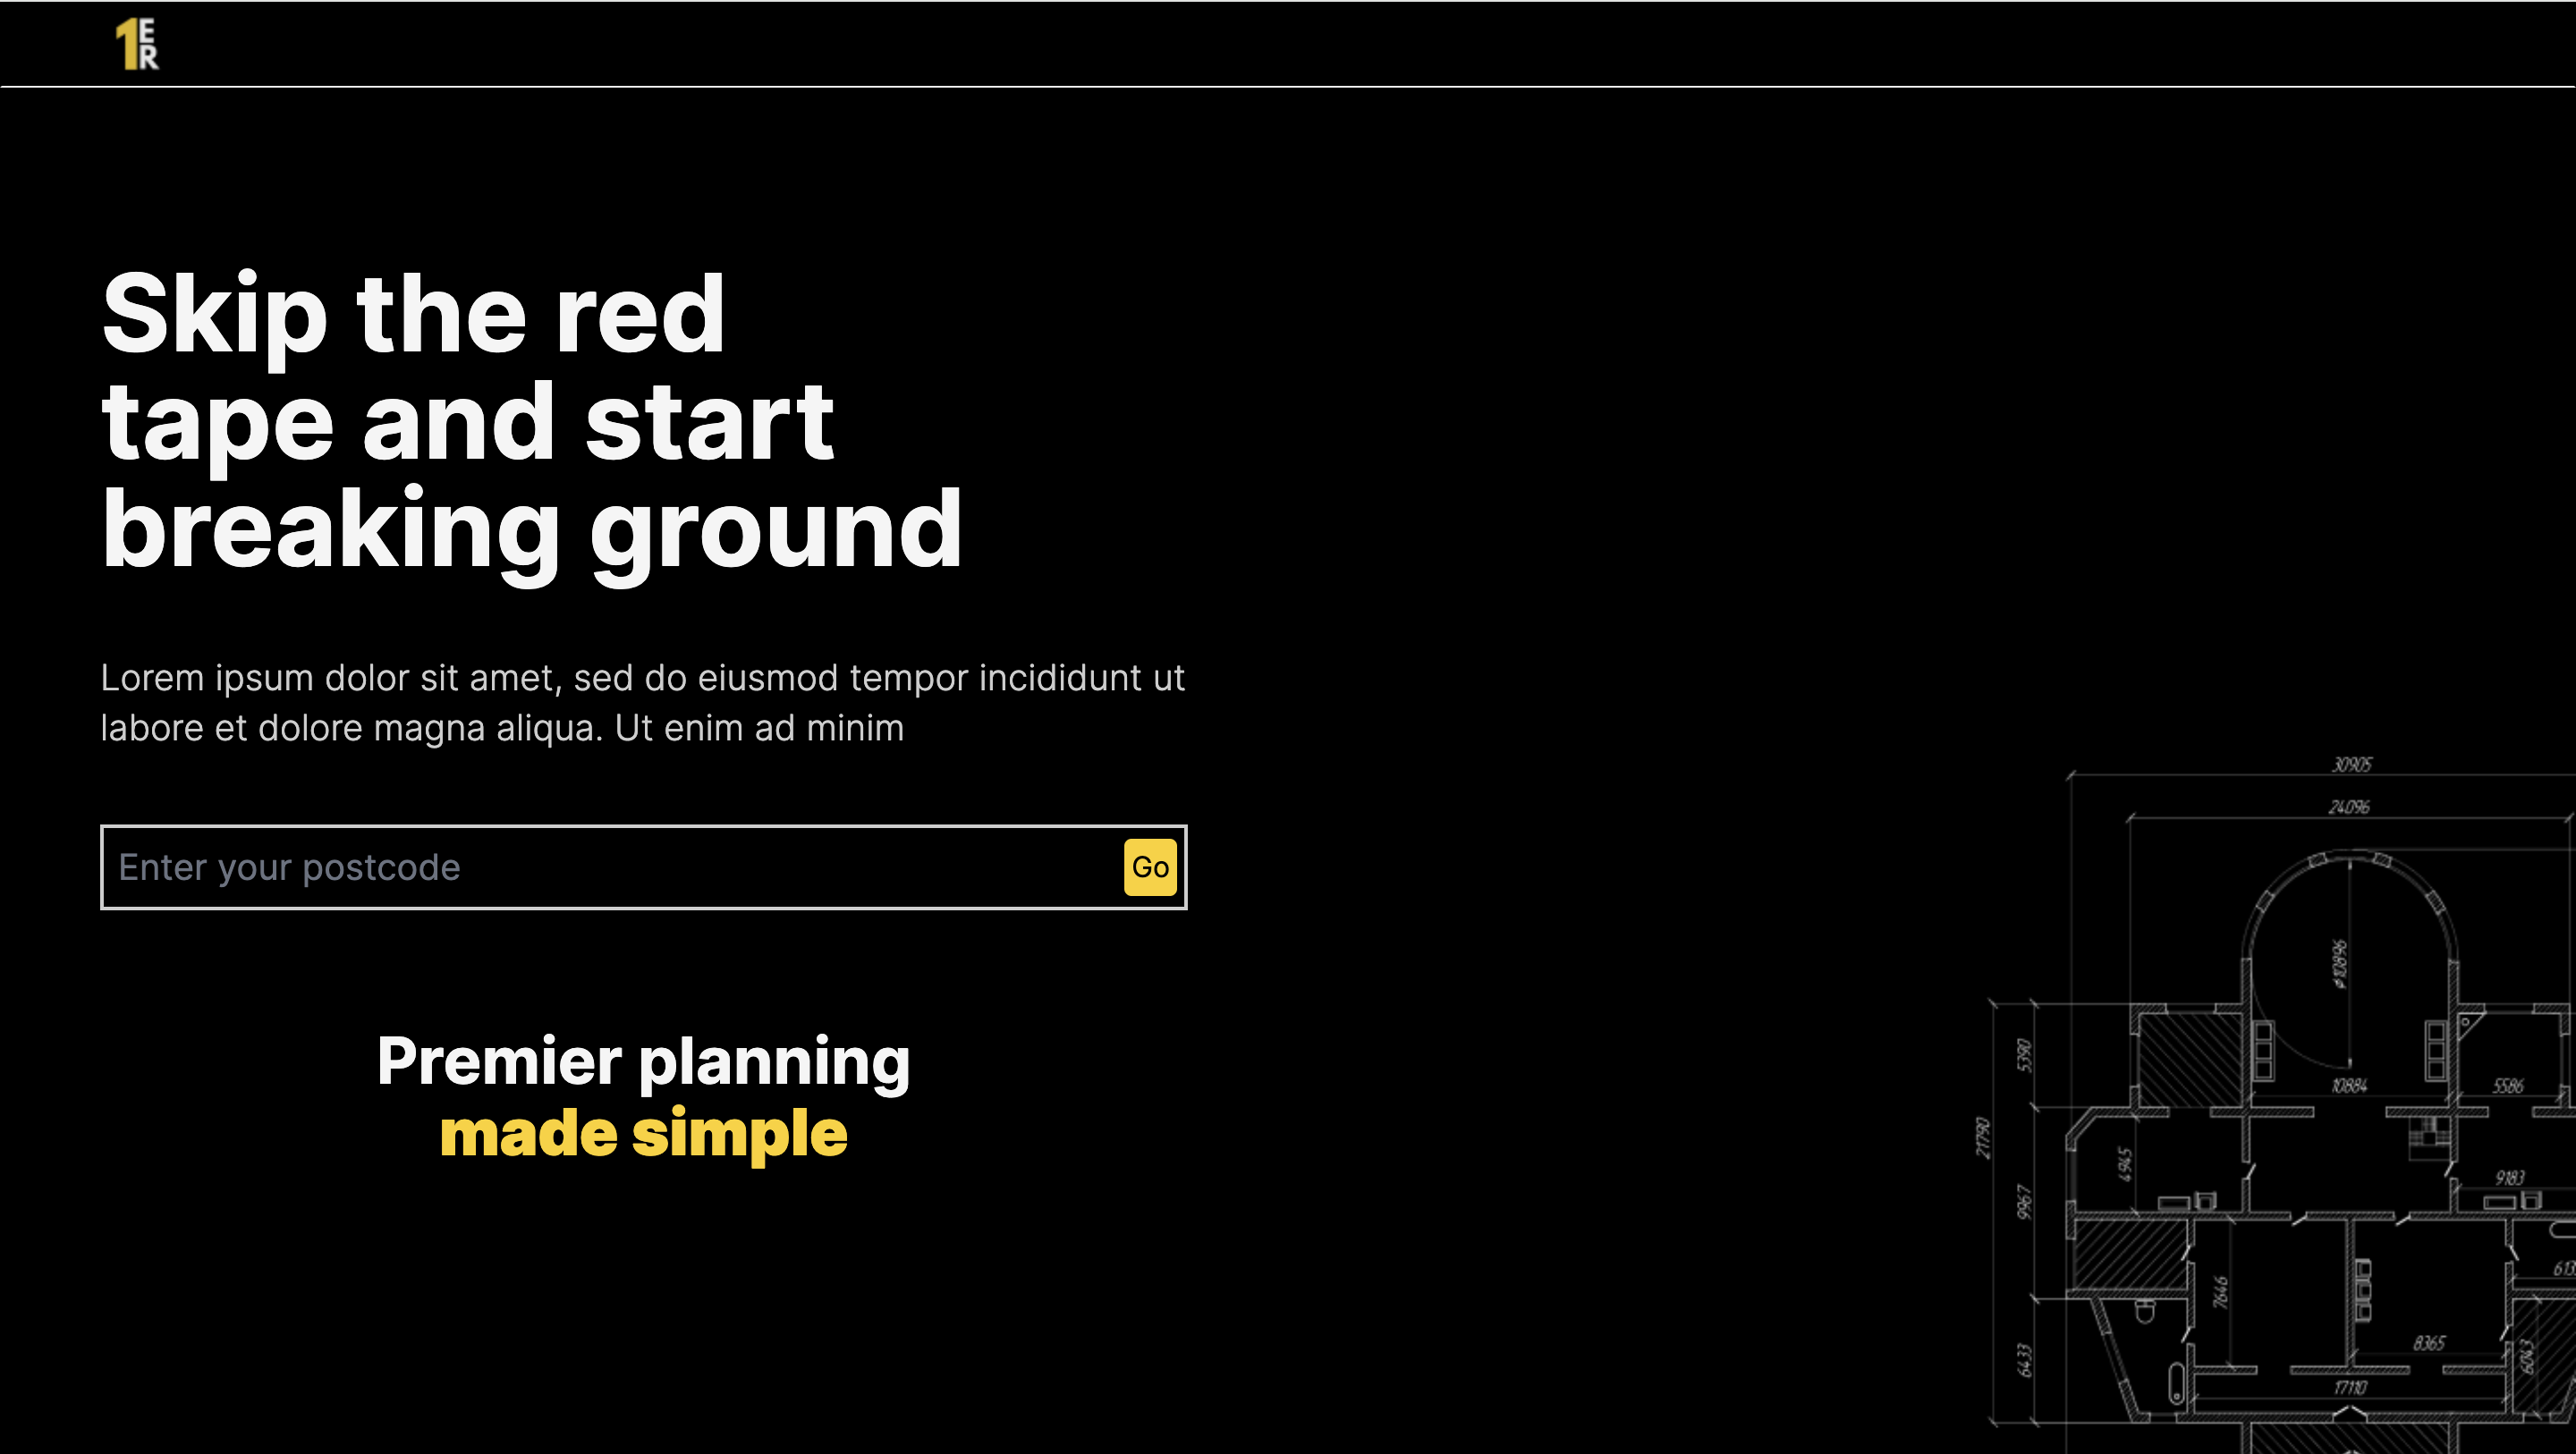 1ER
Skip the red
tape and start
breaking ground
Lorem ipsum dolor sit amet, sed do eiusmod tempor incididunt ut
labore et dolore magna aliqua. Ut enim ad minim
Enter your postcode
Go
Premier planning
made simple
30905
24096
ø10896
5390
10884
5586
21790
4945
9183
9967
7646
8365
6433
6043
17110